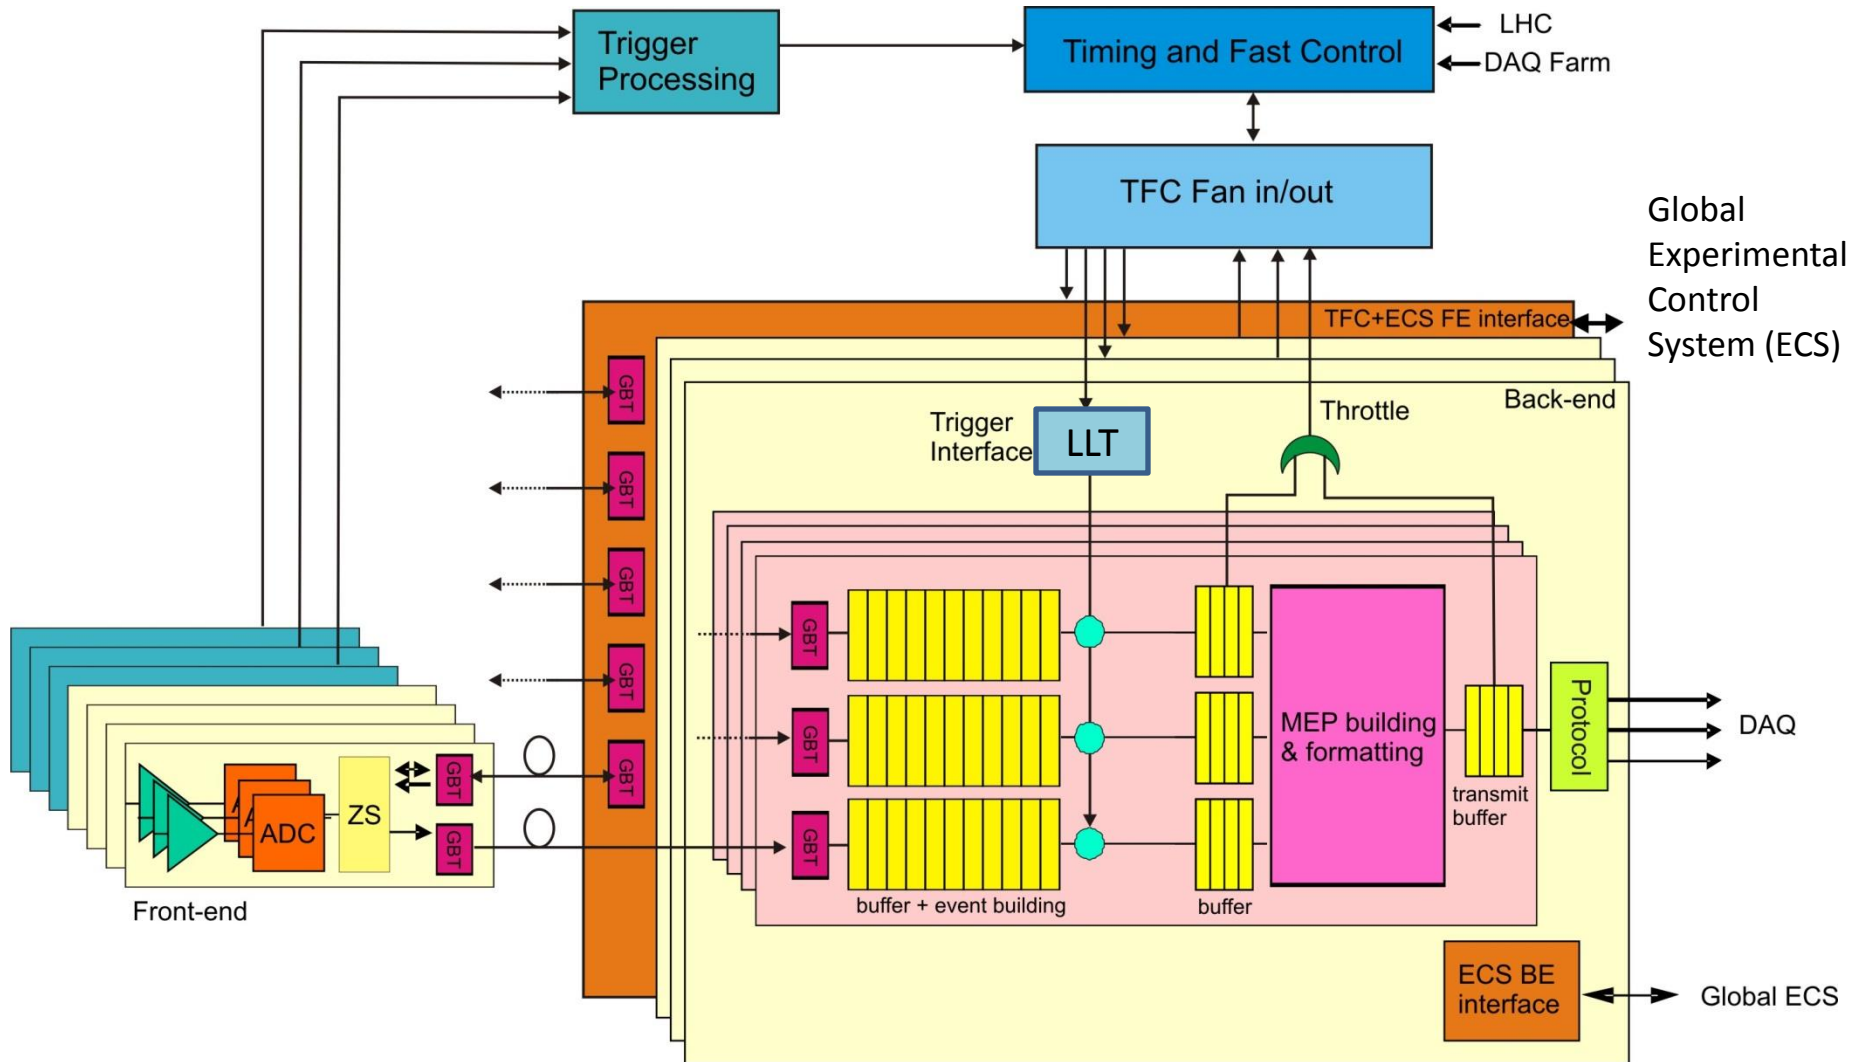 Trigger
Processing
Timing and Fast Control
LHC
DAQ Farm
TFC Fan in/out
Global
Experimental
Control
System (ECS)
TFC+ECS FE interface
Back-end
GBT
GBT
GBT
GBT
GBT
Trigger
Interface
LLT
Throttle
GBT
GBT
GBT
buffer + event building
buffer
MEP building
& formatting
transmit
buffer
Protocol
DAQ
A
A
ADC
ZS
GBT
GBT
Front-end
ECS BE
interface
Global ECS